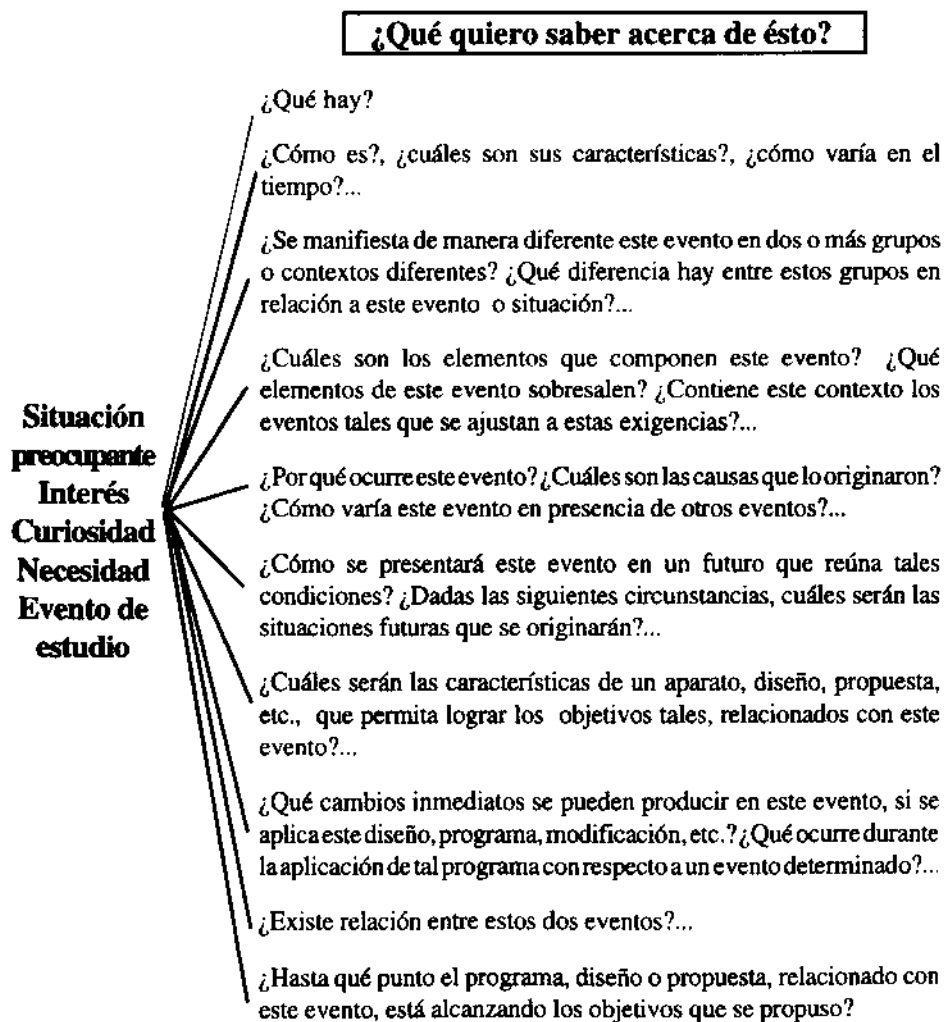 ¿Qué quiero saber acerca de ésto?
¿Qué hay?
¿Cómo es?, ¿cuáles son sus características?, ¿cómo varía en el
tiempo?...
¿Se manifiesta de manera diferente este evento en dos o más grupos
o contextos diferentes? ¿Qué diferencia hay entre estos grupos en
relación a este evento o situación?...
¿Cuáles son los elementos que componen este evento? ¿Qué
elementos de este evento sobresalen? ¿Contiene este contexto los
eventos tales que se ajustan a estas exigencias?...
Situación
preocupante
Interés
Curiosidad
Necesidad
Evento de
estudio
¿Por qué ocurre este evento? ¿Cuáles son las causas que lo originaron?
¿Cómo varía este evento en presencia de otros eventos?...
¿Cómo se presentará este evento en un futuro que reúna tales
condiciones? ¿Dadas las siguientes circunstancias, cuáles serán las
situaciones futuras que se originarán?...
¿Cuáles serán las características de un aparato, diseño, propuesta,
etc., que permita lograr los objetivos tales, relacionados con este
evento?...
¿Qué cambios inmediatos se pueden producir en este evento, si se
aplica este diseño, programa, modificación, etc.? ¿Qué ocurre durante
la aplicación de tal programa con respecto a un evento determinado?...
¿Existe relación entre estos dos eventos?...
¿Hasta qué punto el programa, diseño o propuesta, relacionado con
este evento, está alcanzando los objetivos que se propuso?